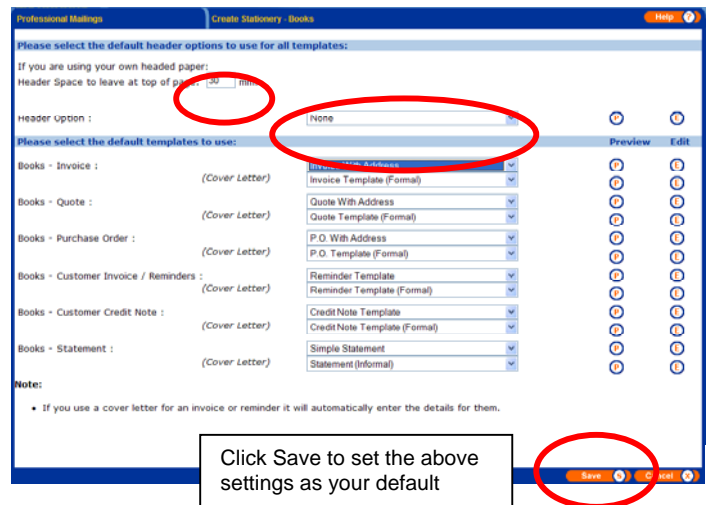 Professional Mailings Create Stationery - Books Help ?
Please select the default header options to use for all templates:
If you are using your own headed paper:
Header Space to leave at top of page: 30 mm
Header Option : None P E
Please select the default templates to use: Preview Edit
Books - Invoice : Invoice With Address P E
(Cover Letter) Invoice Template (Formal) P E
Books - Quote : Quote With Address P E
(Cover Letter) Quote Template (Formal) P E
Books - Purchase Order : P.O. With Address P E
(Cover Letter) P.O. Template (Formal) P E
Books - Customer Invoice / Reminders : Reminder Template P E
(Cover Letter) Reminder Template (Formal) P E
Books - Customer Credit Note : Credit Note Template P E
(Cover Letter) Credit Note Template (Formal) P E
Books - Statement : Simple Statement P E
(Cover Letter) Statement (Informal) P E
Note:
• If you use a cover letter for an invoice or reminder it will automatically enter the details for them.
Click Save to set the above
settings as your default
Save S Cancel X